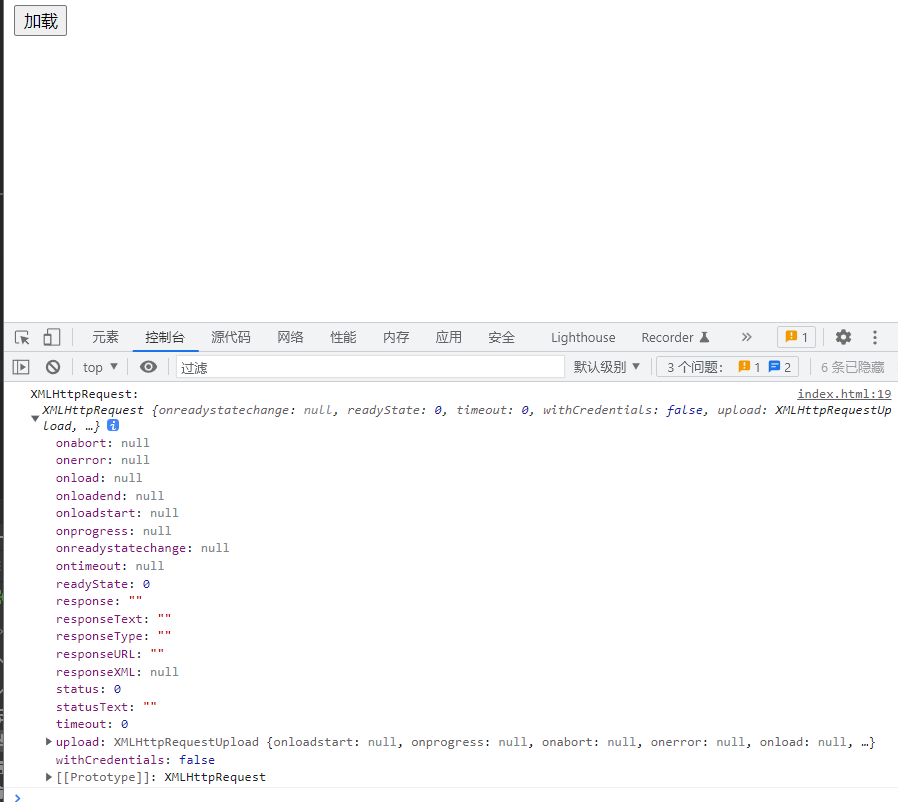 加载
元素 控制台 源代码 网络 性能 内存 应用 安全 Lighthouse Recorder 1
top 过滤 默认级别 3 个问题: 1 2 6 条已隐藏
XMLHttpRequest: index.html:19
XMLHttpRequest {onreadystatechange: null, readyState: 0, timeout: 0, withCredentials: false, upload: XMLHttpRequestUp
load, …}
onabort: null
onerror: null
onload: null
onloadend: null
onloadstart: null
onprogress: null
onreadystatechange: null
ontimeout: null
readyState: 0
response: ""
responseText: ""
responseType: ""
responseURL: ""
responseXML: null
status: 0
statusText: ""
timeout: 0
upload: XMLHttpRequestUpload {onloadstart: null, onprogress: null, onabort: null, onerror: null, onload: null, …}
withCredentials: false
[[Prototype]]: XMLHttpRequest